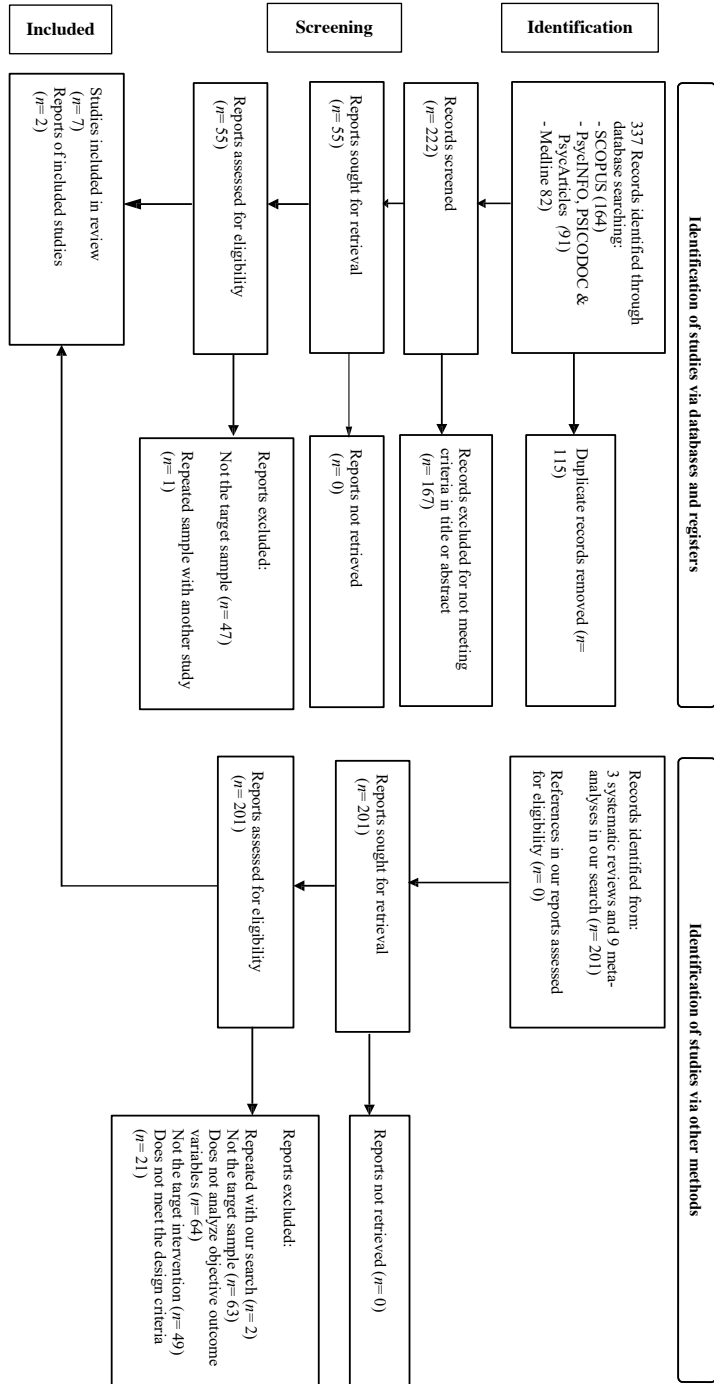 Identification of studies via databases and registers
Identification of studies via other methods
Identification
337 Records identified through
database searching:
- SCOPUS (164)
- PsycINFO, PSICODOC &
PsycArticles (91)
- Medline 82)
Duplicate records removed (n=
115)
Records identified from:
3 systematic reviews and 9 meta-
analyses in our search (n= 201)
References in our reports assessed
for eligibility (n= 0)
Screening
Records screened
(n= 222)
Records excluded for not meeting
criteria in title or abstract
(n= 167)
Reports sought for retrieval
(n= 55)
Reports not retrieved
(n= 0)
Reports sought for retrieval
(n= 201)
Reports not retrieved (n= 0)
Reports assessed for eligibility
(n= 55)
Reports excluded:
Not the target sample (n= 47)
Repeated sample with another study
(n= 1)
Reports assessed for eligibility
(n= 201)
Reports excluded:
Repeated with our search (n= 2)
Not the target sample (n= 63)
Does not analyze objective outcome
variables (n= 64)
Not the target intervention (n= 49)
Does not meet the design criteria
(n= 21)
Included
Studies included in review
(n= 7)
Reports of included studies
(n= 2)